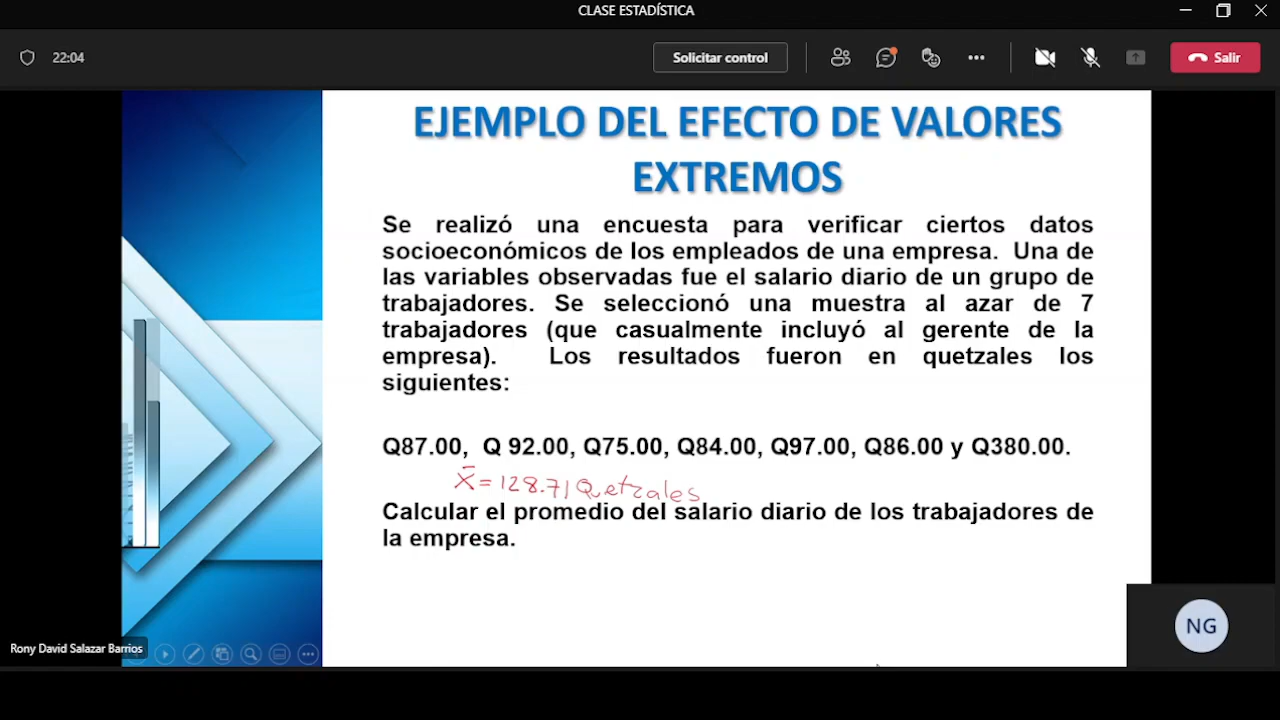 CLASE ESTADÍSTICA
22:04
Solicitar control
Salir
EJEMPLO DEL EFECTO DE VALORES
EXTREMOS
Se realizó una encuesta para verificar ciertos datos
socioeconómicos de los empleados de una empresa. Una de
las variables observadas fue el salario diario de un grupo de
trabajadores. Se seleccionó una muestra al azar de 7
trabajadores (que casualmente incluyó al gerente de la
empresa). Los resultados fueron en quetzales los
siguientes:
Q87.00, Q 92.00, Q75.00, Q84.00, Q97.00, Q86.00 y Q380.00.
X̄ = 128.71 Quetzales
Calcular el promedio del salario diario de los trabajadores de
la empresa.
NG
Rony David Salazar Barrios